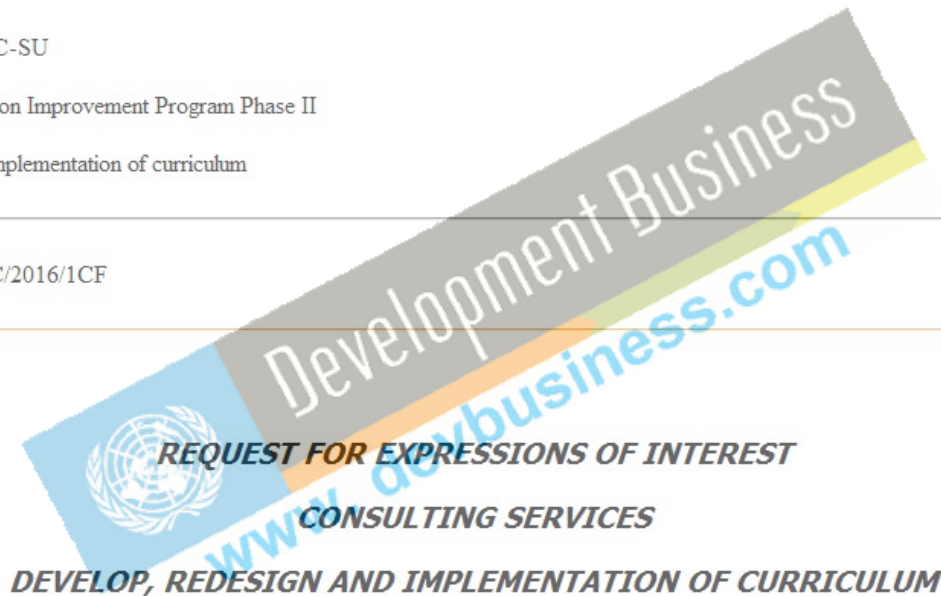 C-SU
on Improvement Program Phase II
mplementation of curriculum
C/2016/1CF
Development Business
www.devbusiness.com
REQUEST FOR EXPRESSIONS OF INTEREST
CONSULTING SERVICES
DEVELOP, REDESIGN AND IMPLEMENTATION OF CURRICULUM